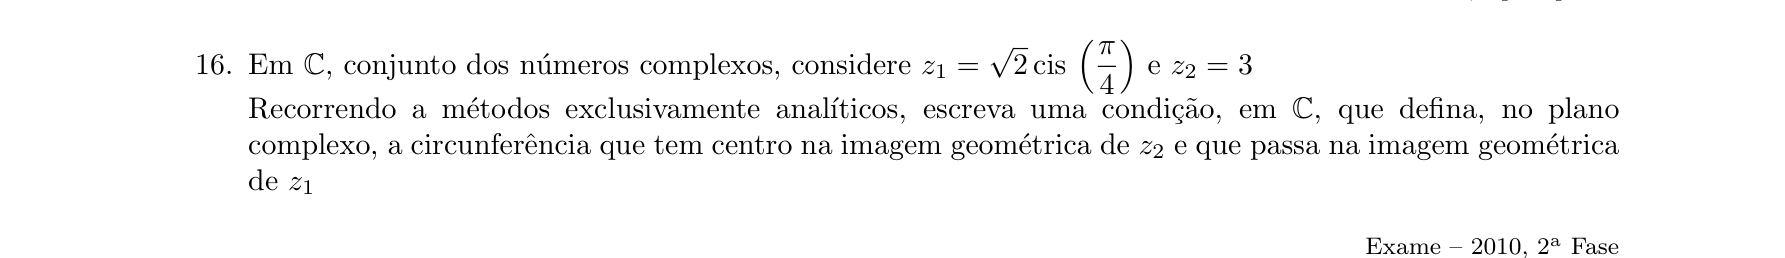 16. Em ℂ, conjunto dos números complexos, considere z₁ = √2 cis (π/4) e z₂ = 3
Recorrendo a métodos exclusivamente analíticos, escreva uma condição, em ℂ, que defina, no plano
complexo, a circunferência que tem centro na imagem geométrica de z₂ e que passa na imagem geométrica
de z₁
Exame – 2010, 2ª Fase